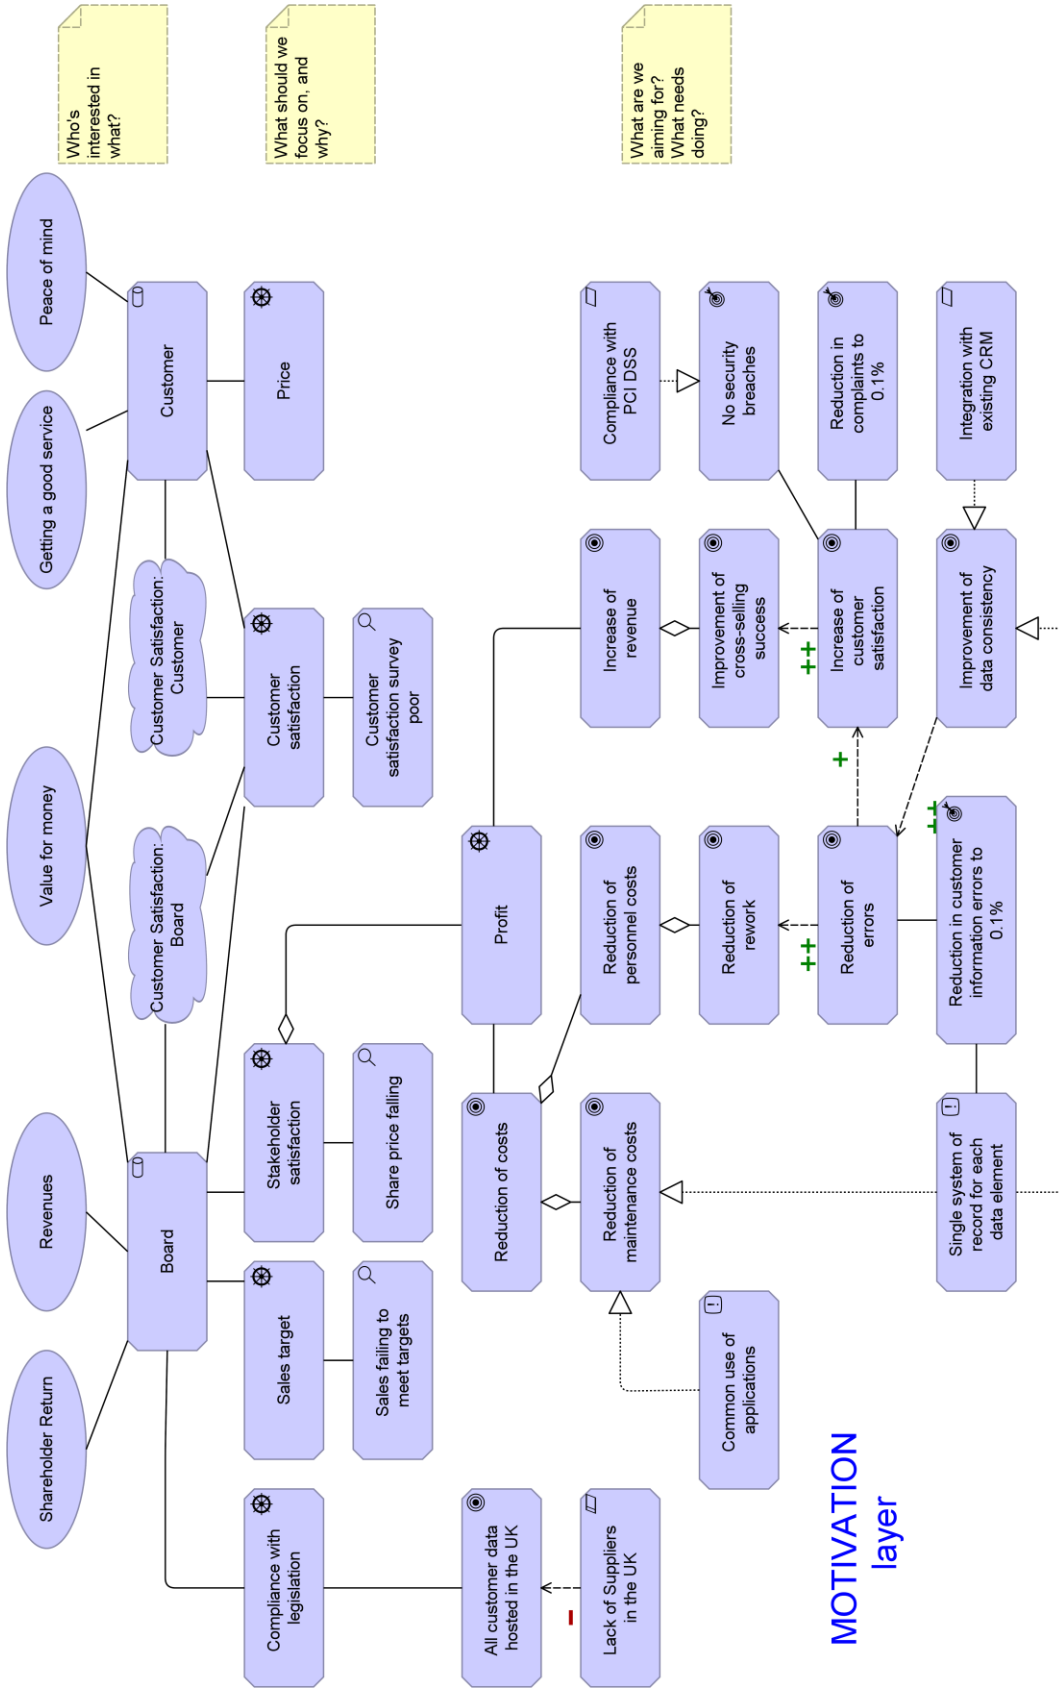 Shareholder Return
Revenues
Value for money
Getting a good service
Peace of mind
Who's
interested in
what?
Board
Customer Satisfaction:
Board
Customer Satisfaction:
Customer
Customer
Compliance with
legislation
Sales target
Stakeholder
satisfaction
Customer
satisfaction
Price
What should we
focus on, and
why?
Sales failing to
meet targets
Share price falling
Customer
satisfaction survey
poor
All customer data
hosted in the UK
Reduction of costs
Profit
Lack of Suppliers
in the UK
Reduction of
maintenance costs
Reduction of
personnel costs
Increase of
revenue
Compliance with
PCI DSS
What are we
aiming for?
What needs
doing?
Common use of
applications
Reduction of
rework
Improvement of
cross-selling
success
No security
breaches
Reduction of
errors
Increase of
customer
satisfaction
Reduction in
complaints to
0.1%
Single system of
record for each
data element
Reduction in customer
information errors to
0.1%
Improvement of
data consistency
Integration with
existing CRM
MOTIVATION
layer
-
++
++
+
++